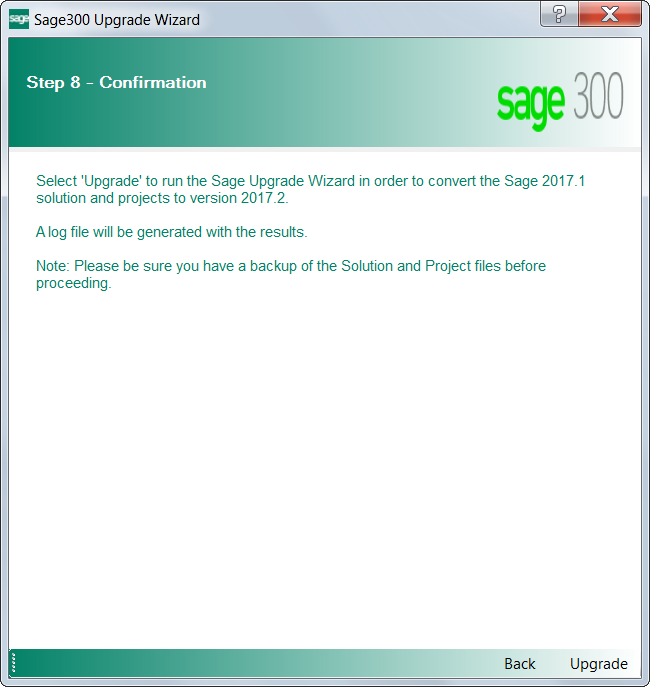 sage Sage300 Upgrade Wizard ?
Step 8 - Confirmation
sage 300
Select 'Upgrade' to run the Sage Upgrade Wizard in order to convert the Sage 2017.1
solution and projects to version 2017.2.
A log file will be generated with the results.
Note: Please be sure you have a backup of the Solution and Project files before
proceeding.
Back Upgrade